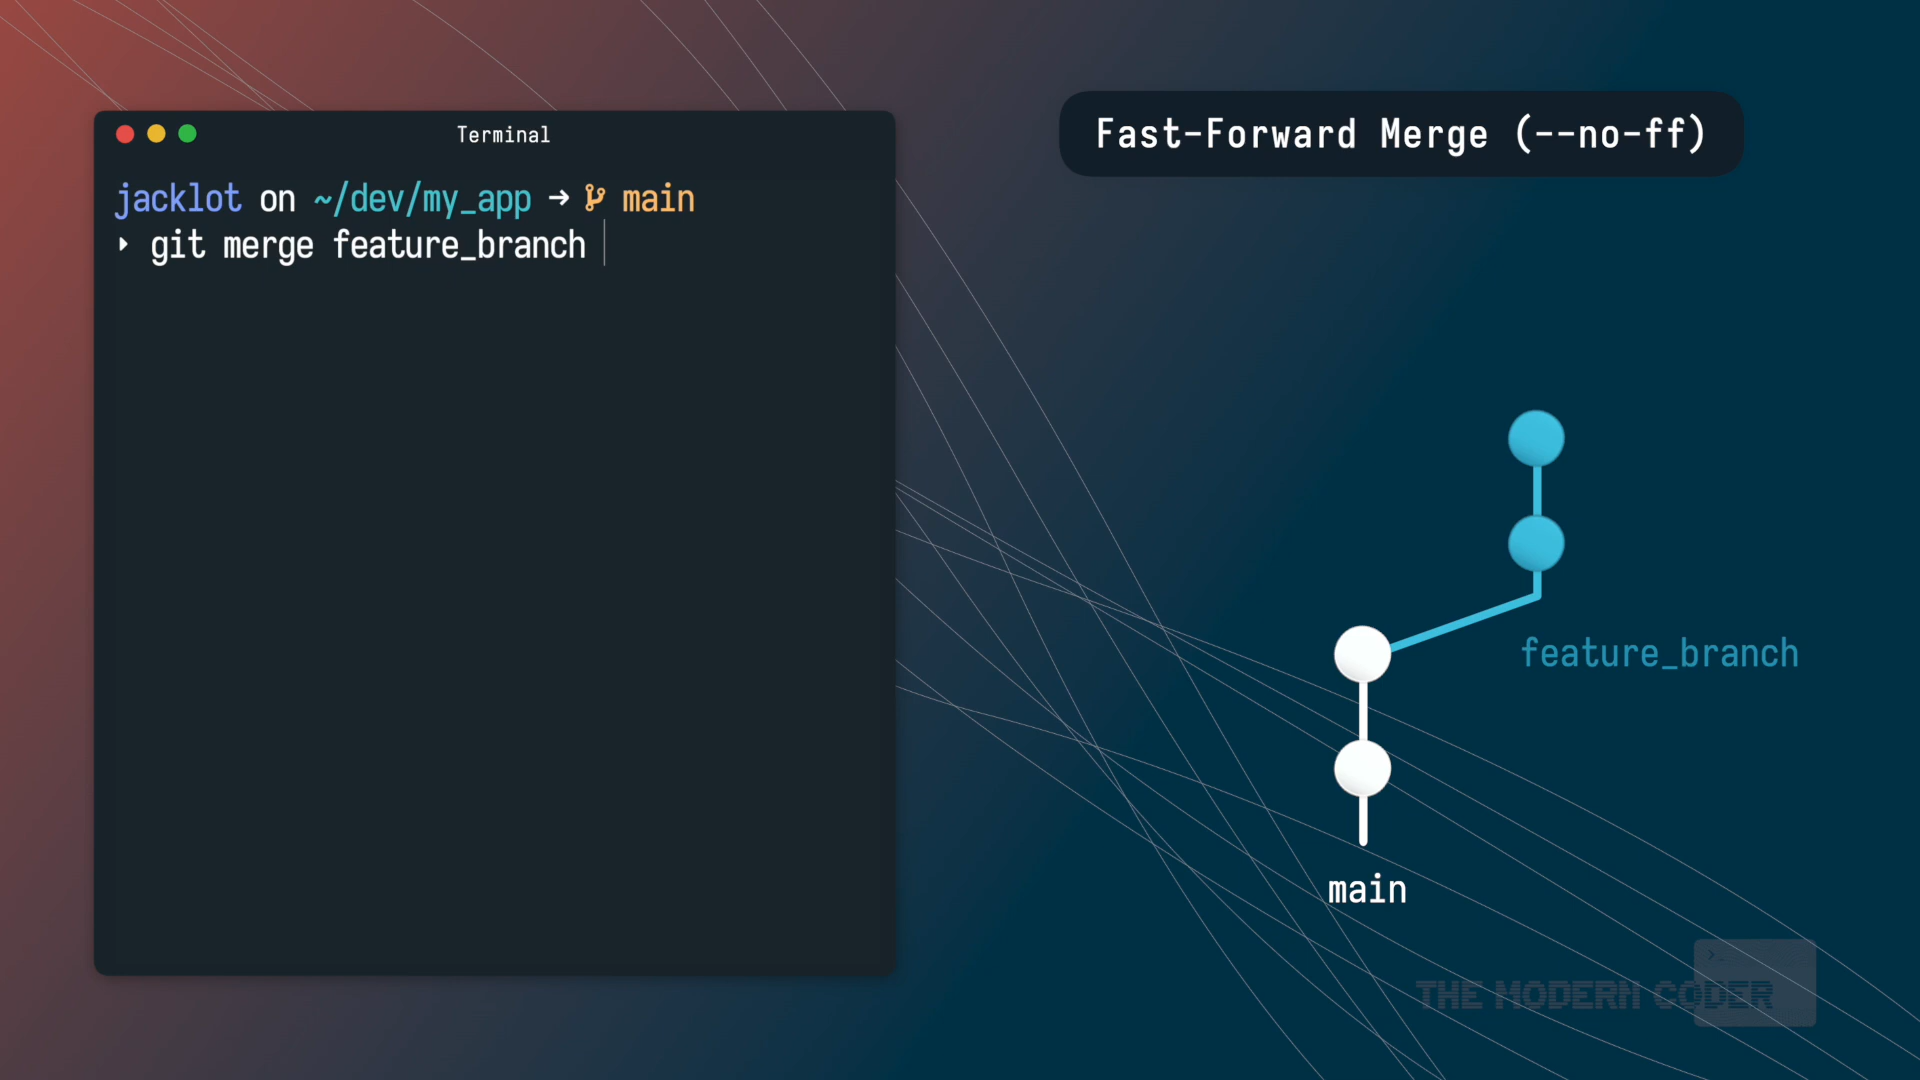 Terminal
jacklot on ~/dev/my_app → main
‣ git merge feature_branch
Fast-Forward Merge (--no-ff)
feature_branch
main
THE MODERN CODER